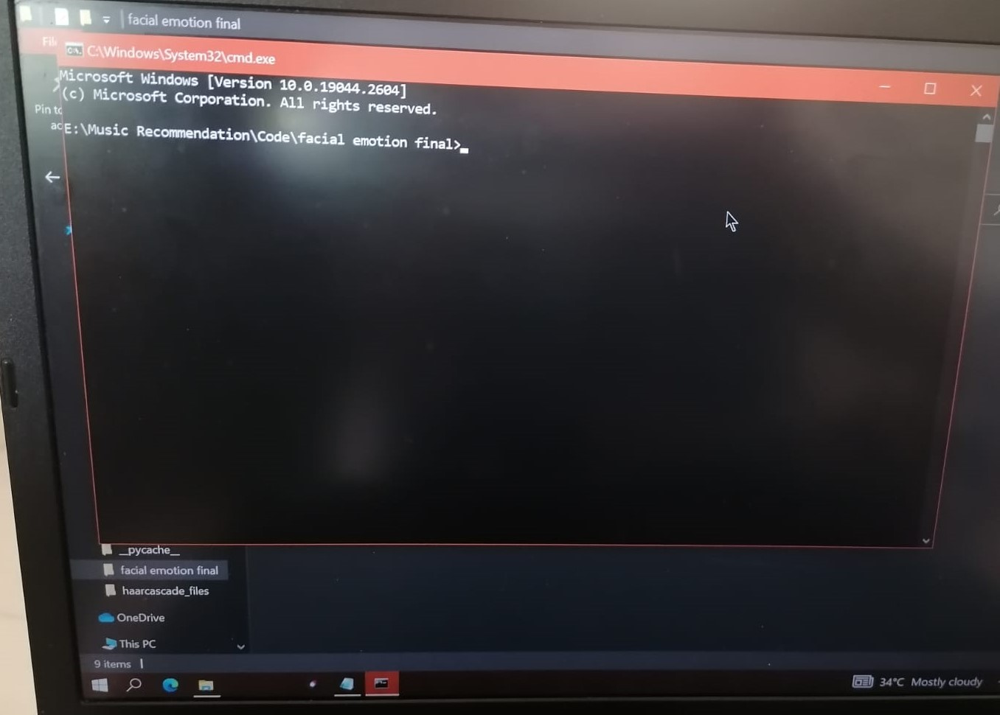 facial emotion final
C:\Windows\System32\cmd.exe
Microsoft Windows [Version 10.0.19044.2604]
(c) Microsoft Corporation. All rights reserved.
Pin to
E:\Music Recommendation\Code\facial emotion final>
__pycache__
facial emotion final
haarcascade_files
OneDrive
This PC
9 items
34°C Mostly cloudy